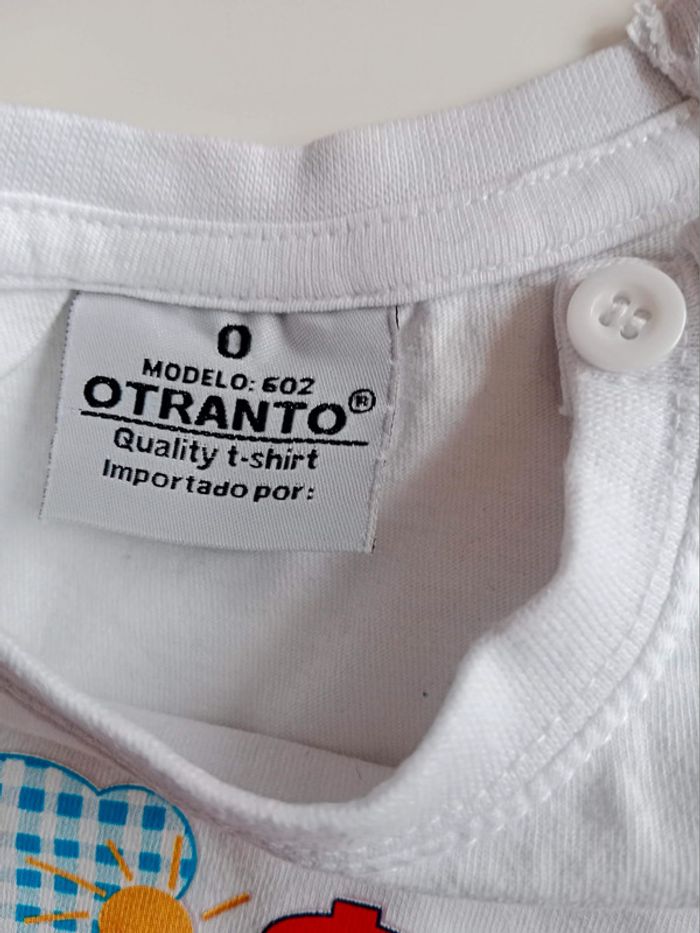 0
MODELO: 602
OTRANTO®
Quality t-shirt
Importado por: